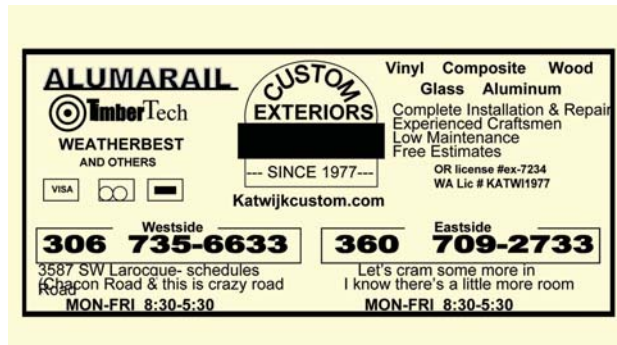 ALUMARAIL
TimberTech
WEATHERBEST
AND OTHERS
VISA
CUSTOM
EXTERIORS
--- SINCE 1977---
Katwijkcustom.com
Vinyl Composite Wood
Glass Aluminum
Complete Installation & Repair
Experienced Craftsmen
Low Maintenance
Free Estimates
OR license #ex-7234
WA Lic # KATWI1977
Westside
306 735-6633
3587 SW Larocque- schedules
(Chacon Road & this is crazy road
Road
MON-FRI 8:30-5:30
Eastside
360 709-2733
Let's cram some more in
I know there's a little more room
MON-FRI 8:30-5:30